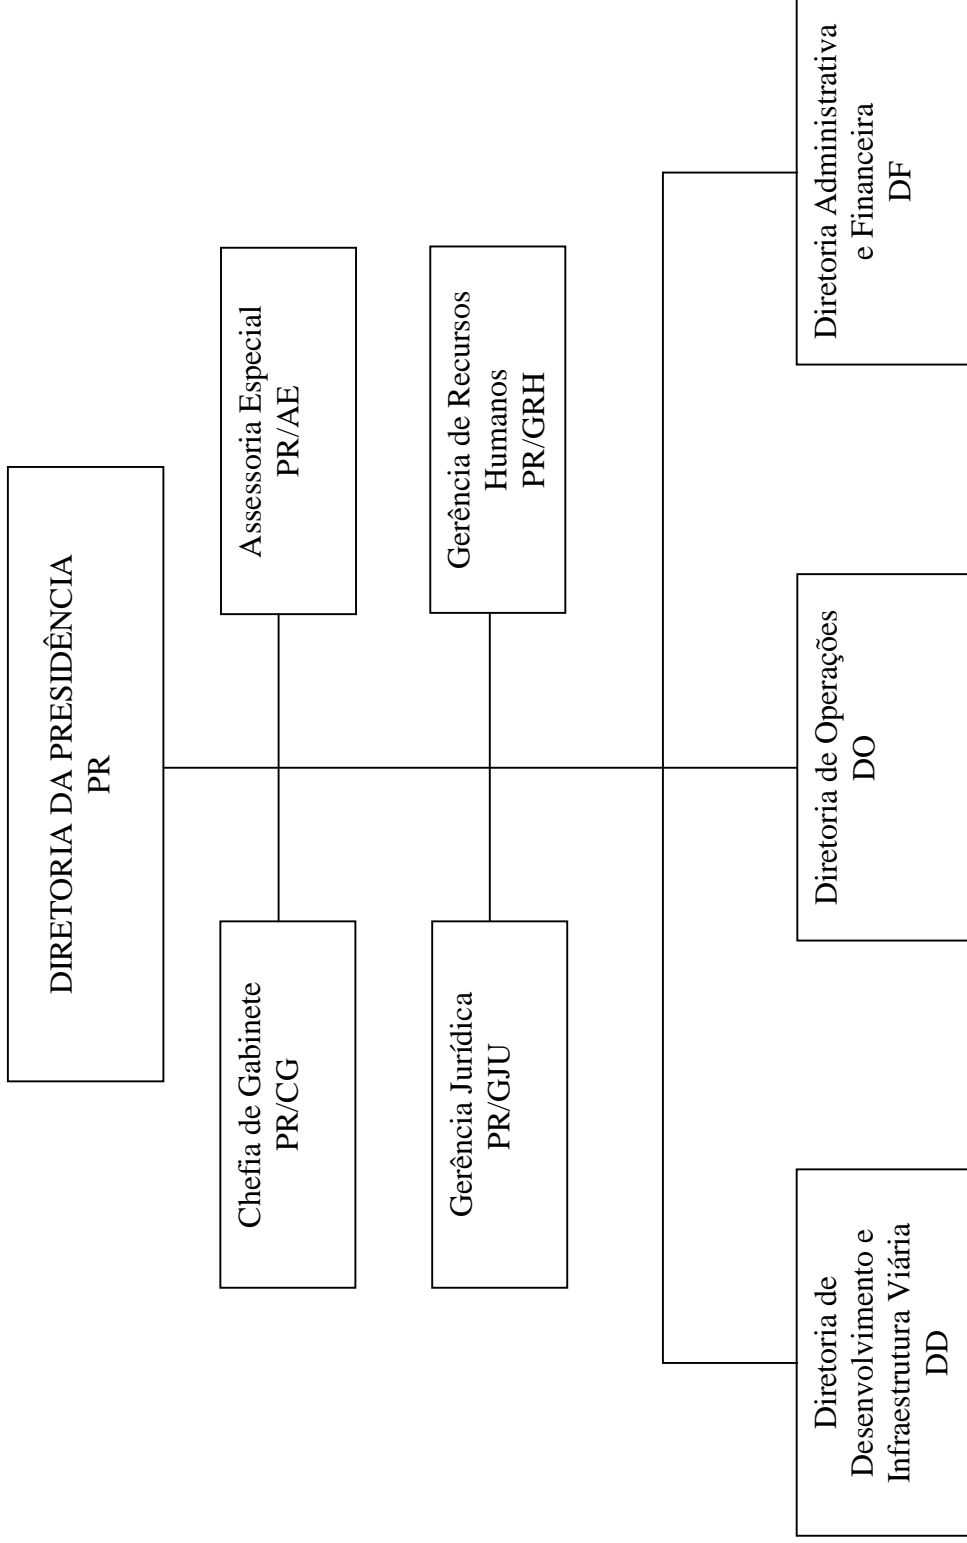 DIRETORIA DA PRESIDÊNCIA
PR
Chefia de Gabinete
PR/CG
Assessoria Especial
PR/AE
Gerência Jurídica
PR/GJU
Gerência de Recursos
Humanos
PR/GRH
Diretoria de
Desenvolvimento e
Infraestrutura Viária
DD
Diretoria de Operações
DO
Diretoria Administrativa
e Financeira
DF